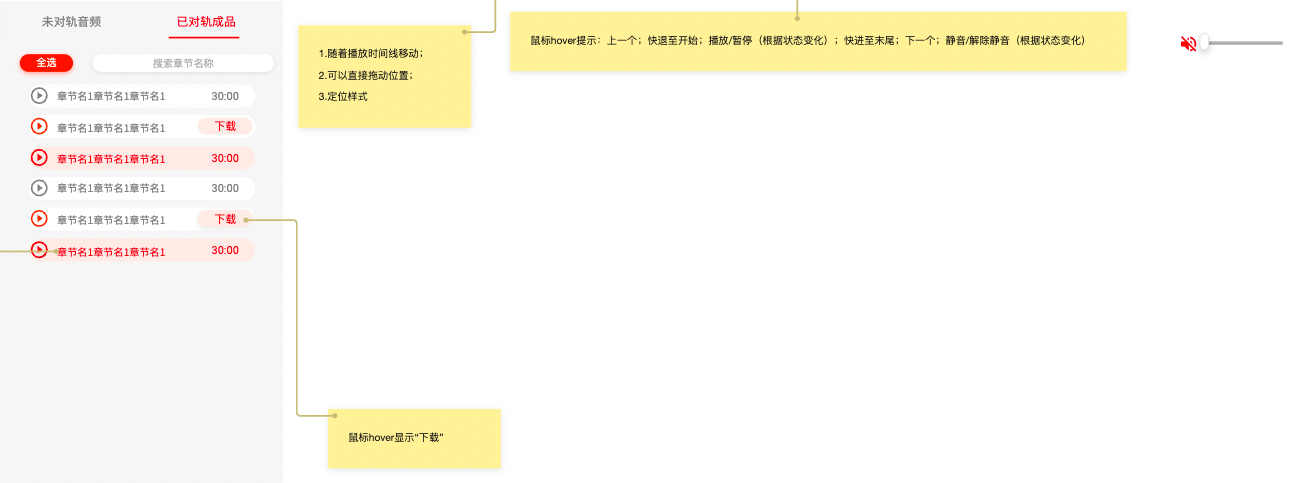 未对轨音频
已对轨成品
全选
搜索章节名称
章节名1章节名1章节名1
30:00
章节名1章节名1章节名1
下载
章节名1章节名1章节名1
30:00
章节名1章节名1章节名1
30:00
章节名1章节名1章节名1
下载
章节名1章节名1章节名1
30:00
1.随着播放时间线移动；
2.可以直接拖动位置；
3.定位样式
鼠标hover提示：上一个；快退至开始；播放/暂停（根据状态变化）；快进至末尾；下一个；静音/解除静音（根据状态变化）
鼠标hover显示“下载”